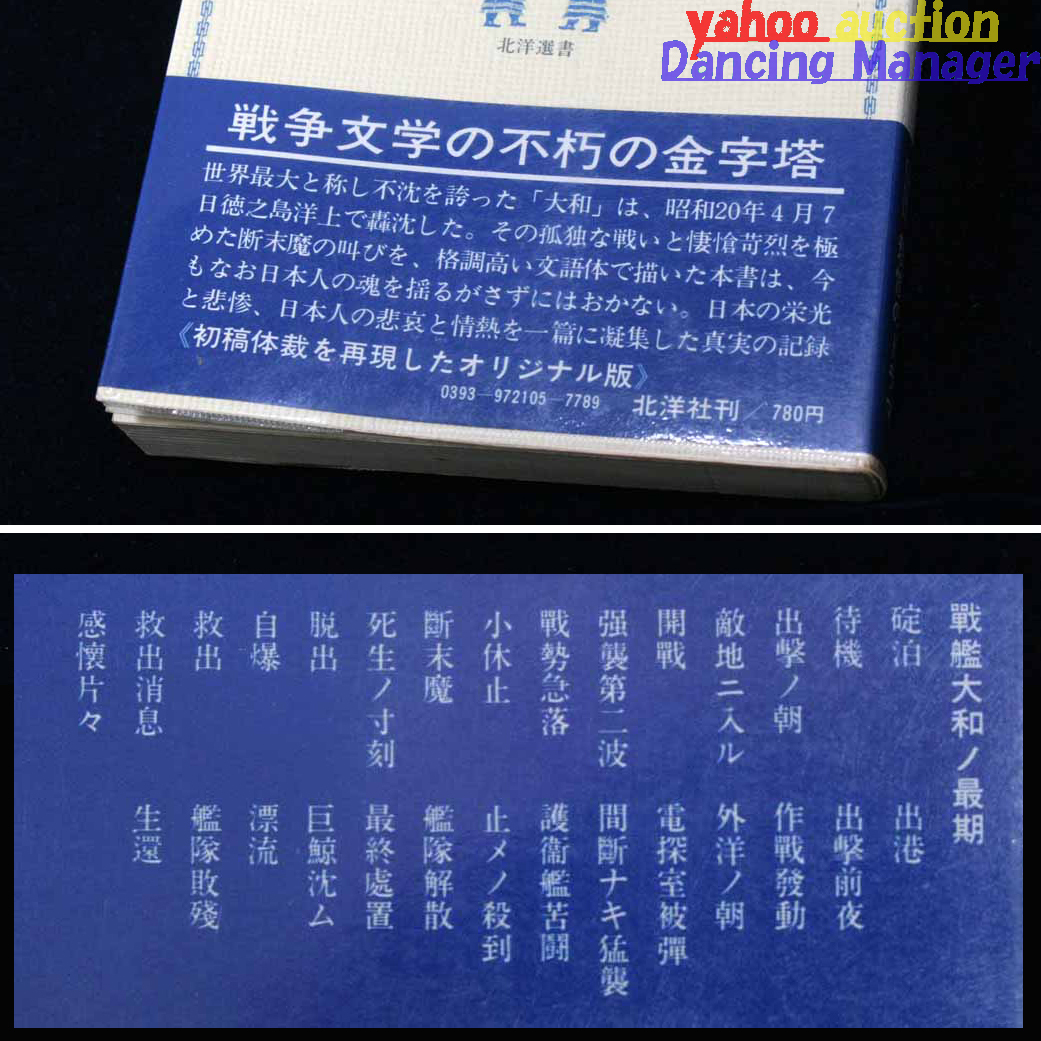 yahoo auction
Dancing Manager
北洋選書
戦争文学の不朽の金字塔
世界最大と称し不沈を誇った「大和」は、昭和20年4月7
日徳之島洋上で轟沈した。その孤独な戦いと悽愴苛烈を極
めた断末魔の叫びを、格調高い文語体で描いた本書は、今
もなお日本人の魂を揺るがさずにはおかない。日本の栄光
と悲惨、日本人の悲哀と情熱を一篇に凝集した真実の記録
《初稿体裁を再現したオリジナル版》
0393-972105-7789 北洋社刊/780円
戰艦大和ノ最期
碇泊 出港
待機 出擊前夜
出擊ノ朝 作戰發動
敵地ニ入ル 外洋ノ朝
開戰 電探室被彈
强襲第二波 間斷ナキ猛襲
戰勢急落 護衞艦苦鬪
小休止 止メノ殺到
斷末魔 艦隊解散
死生ノ寸刻 最終處置
脱出 巨鯨沈ム
自爆 漂流
救出 艦隊敗殘
救出消息 生還
感懷片々